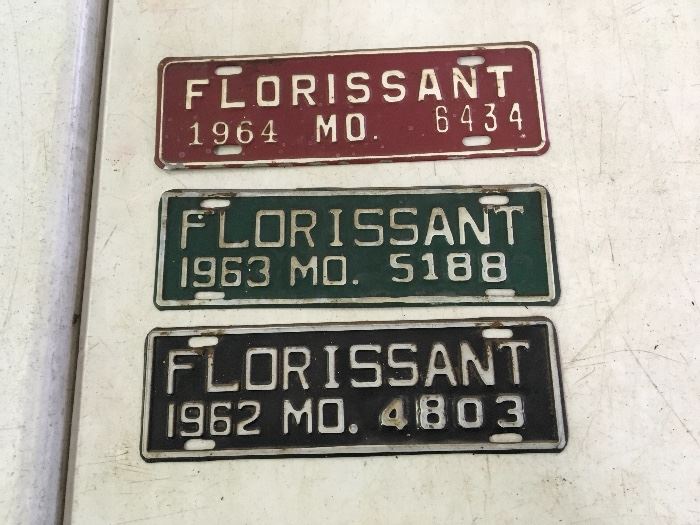 FLORISSANT
1964 MO. 6434
FLORISSANT
1963 MO. 5188
FLORISSANT
1962 MO. 4803